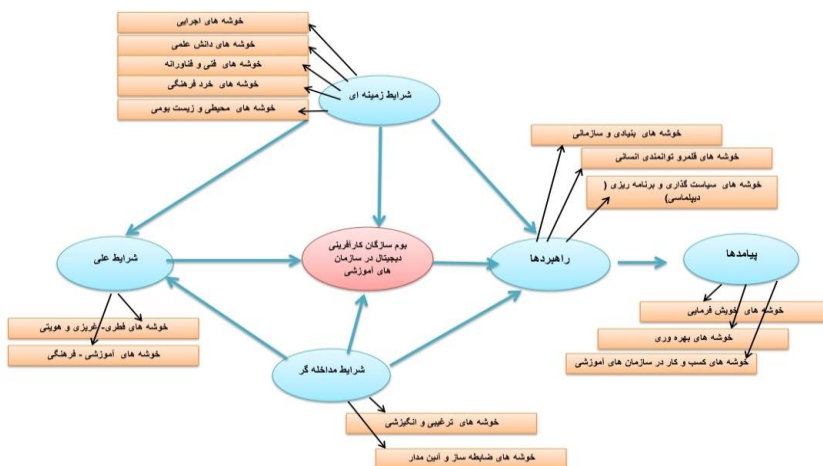 خوشه های اجرایی
خوشه های دانش علمی
خوشه های فنی و فناورانه
خوشه های خرد فرهنگی
خوشه های محیطی و زیست بومی
شرایط زمینه ای
خوشه های بنیادی و سازمانی
خوشه های قلمرو توانمندی انسانی
خوشه های سیاست گذاری و برنامه ریزی (
دیپلماسی)
شرایط علی
بوم سازگان کارآفرینی
دیجیتال در سازمان
های آموزشی
راهبردها
پیامدها
خوشه های فطری- غریزی و هویتی
خوشه های آموزشی - فرهنگی
خوشه های خویش فرمایی
خوشه های بهره وری
خوشه های کسب و کار در سازمان های آموزشی
شرایط مداخله گر
خوشه های ترغیبی و انگیزشی
خوشه های ضابطه ساز و آئین مدار